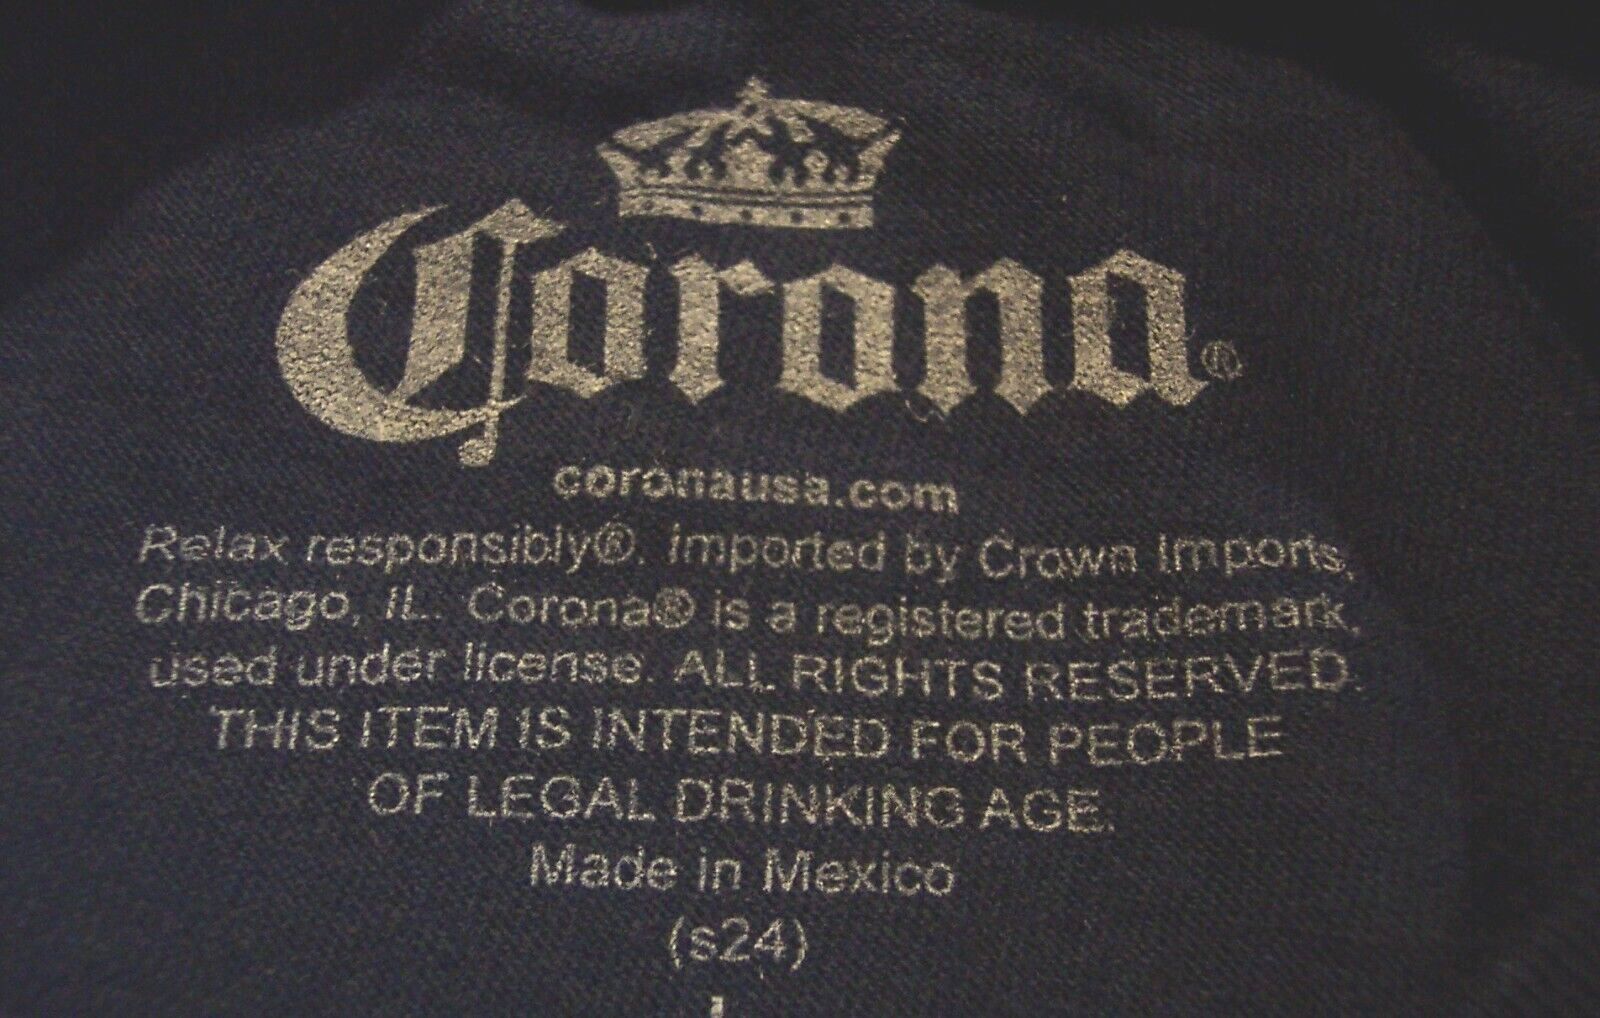 Corona®
coronausa.com
Relax responsibly®. Imported by Crown Imports,
Chicago, IL. Corona® is a registered trademark,
used under license. ALL RIGHTS RESERVED.
THIS ITEM IS INTENDED FOR PEOPLE
OF LEGAL DRINKING AGE.
Made in Mexico
(s24)